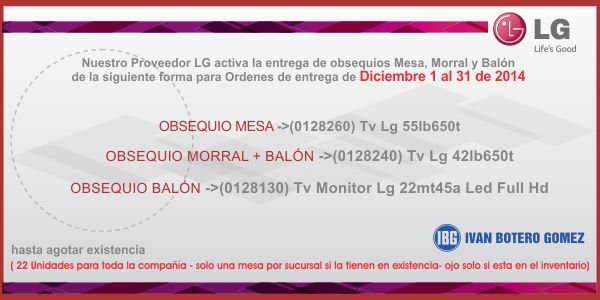 LG
Life's Good
Nuestro Proveedor LG activa la entrega de obsequios Mesa, Morral y Balón
de la siguiente forma para Ordenes de entrega de Diciembre 1 al 31 de 2014
OBSEQUIO MESA ->(0128260) Tv Lg 55lb650t
OBSEQUIO MORRAL + BALÓN ->(0128240) Tv Lg 42lb650t
OBSEQUIO BALÓN ->(0128130) Tv Monitor Lg 22mt45a Led Full Hd
IBG IVAN BOTERO GOMEZ
hasta agotar existencia
( 22 Unidades para toda la compañía - solo una mesa por sucursal si la tienen en existencia- ojo solo si esta en el inventario)